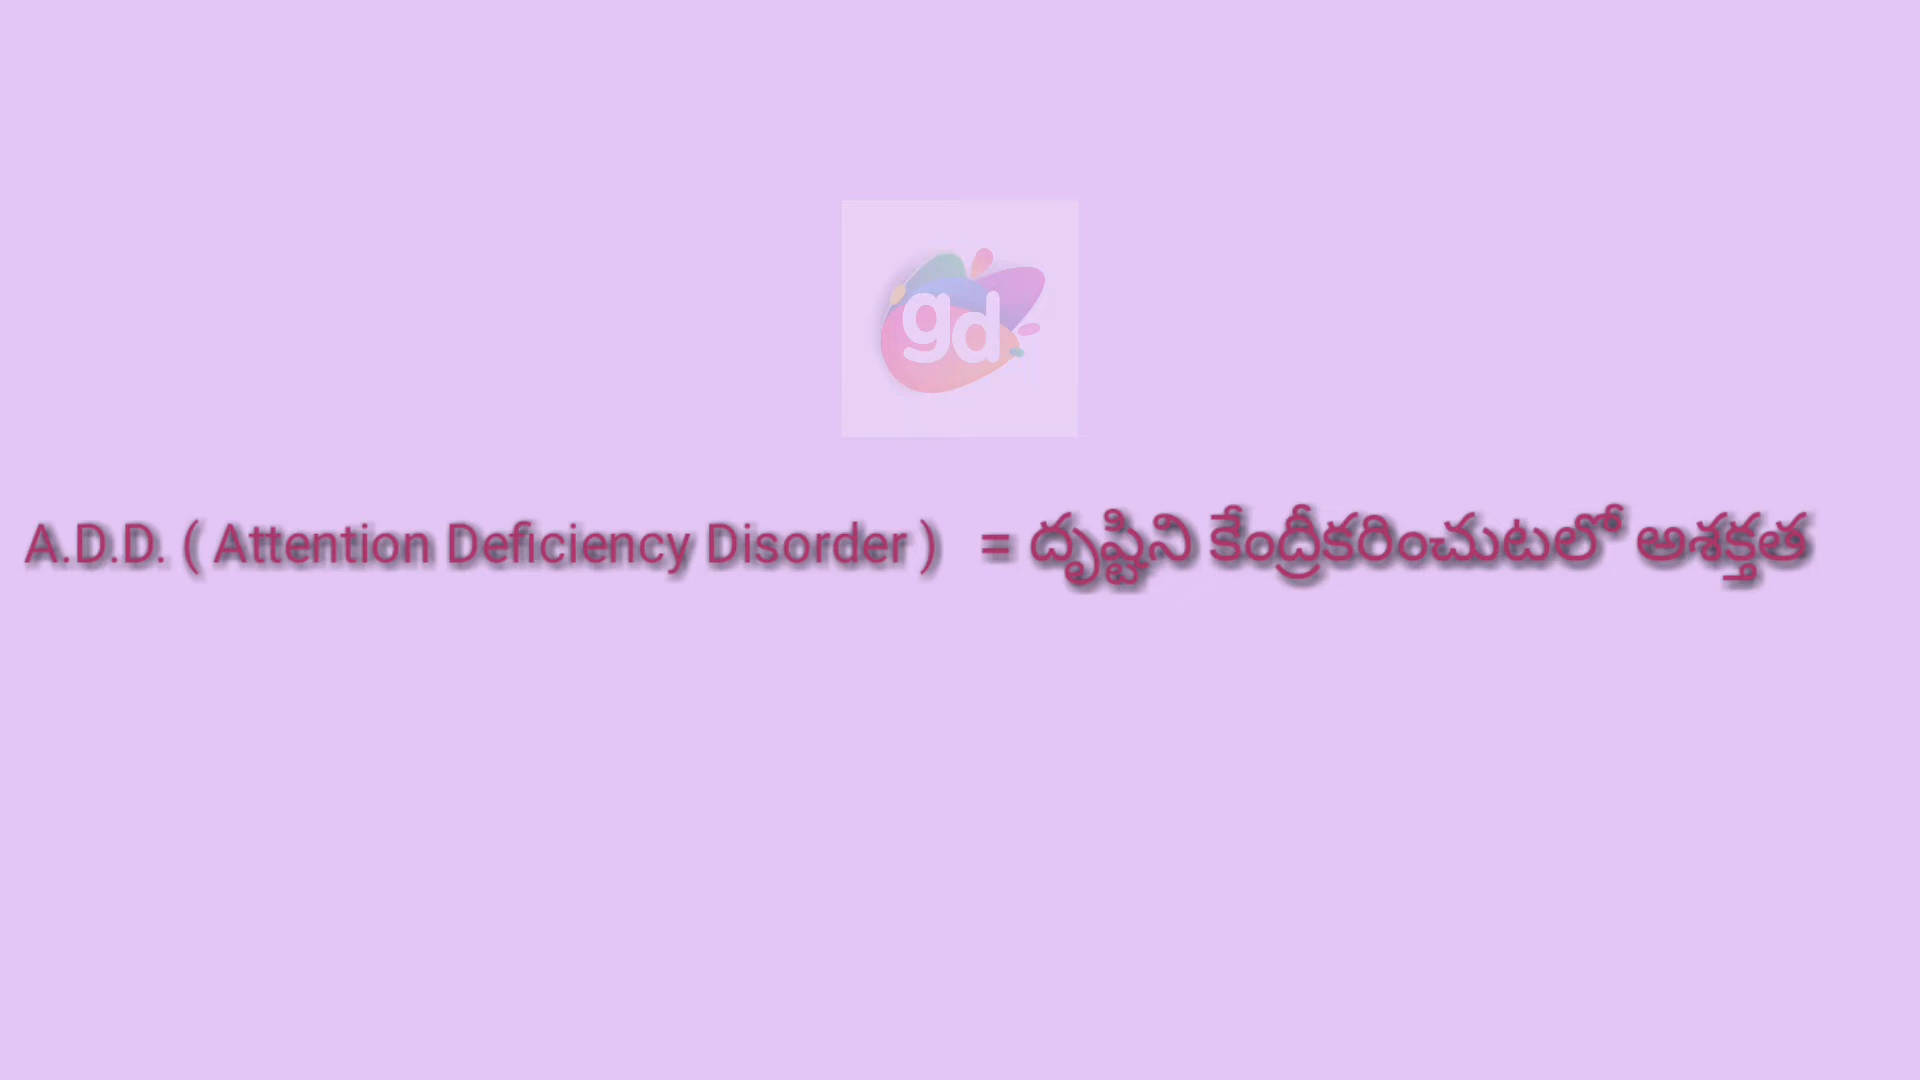 gd
A.D.D. ( Attention Deficiency Disorder ) = దృష్టిని కేంద్రీకరించుటలో అశక్తత